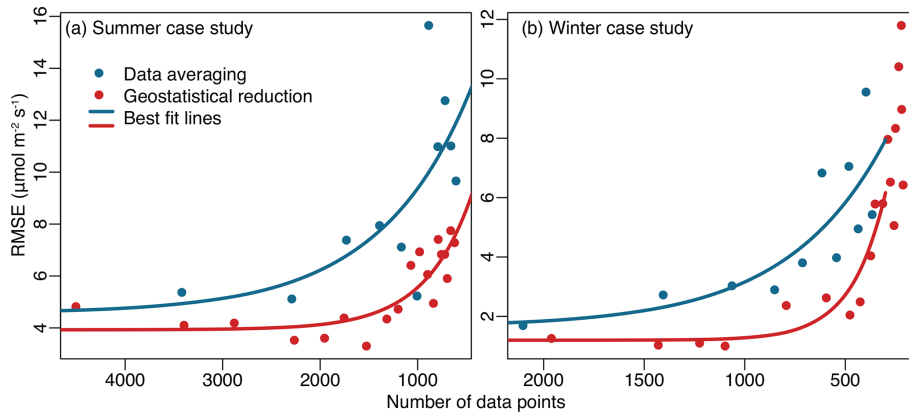 (a) Summer case study
Data averaging
Geostatistical reduction
Best fit lines
RMSE (μmol m⁻² s⁻¹)
16
14
12
10
8
6
4
4000 3000 2000 1000
(b) Winter case study
12
10
8
6
4
2
2000 1500 1000 500
Number of data points